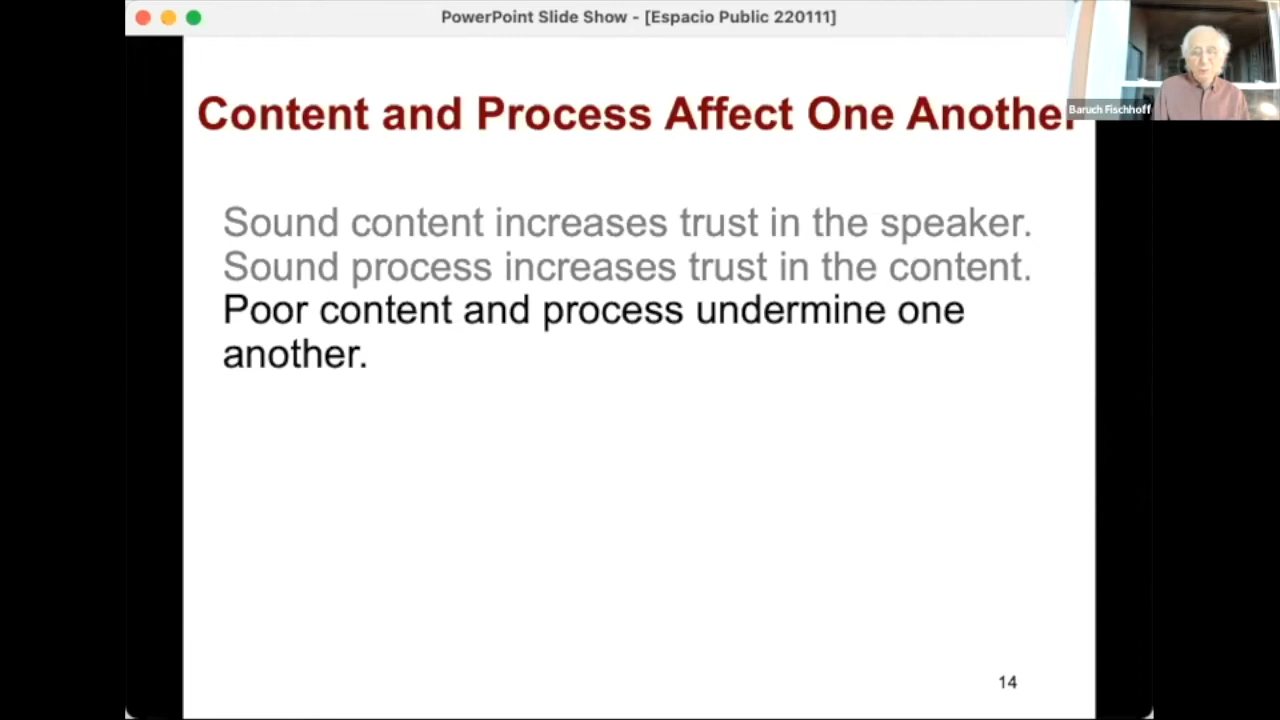 PowerPoint Slide Show - [Espacio Public 220111]
Baruch Fischhoff
Content and Process Affect One Another
Sound content increases trust in the speaker.
Sound process increases trust in the content.
Poor content and process undermine one
another.
14